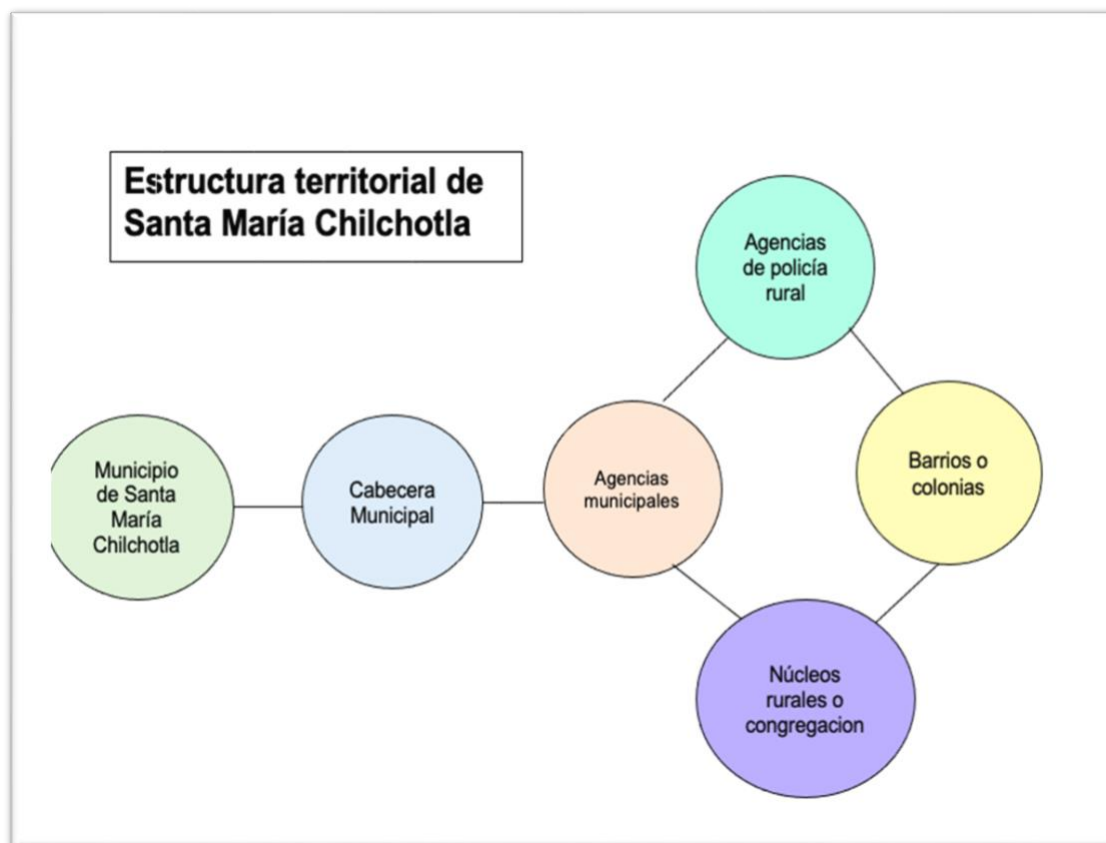 Estructura territorial de
Santa María Chilchotla
Agencias
de policía
rural
Municipio
de Santa
María
Chilchotla
Cabecera
Municipal
Agencias
municipales
Barrios o
colonias
Núcleos
rurales o
congregacion